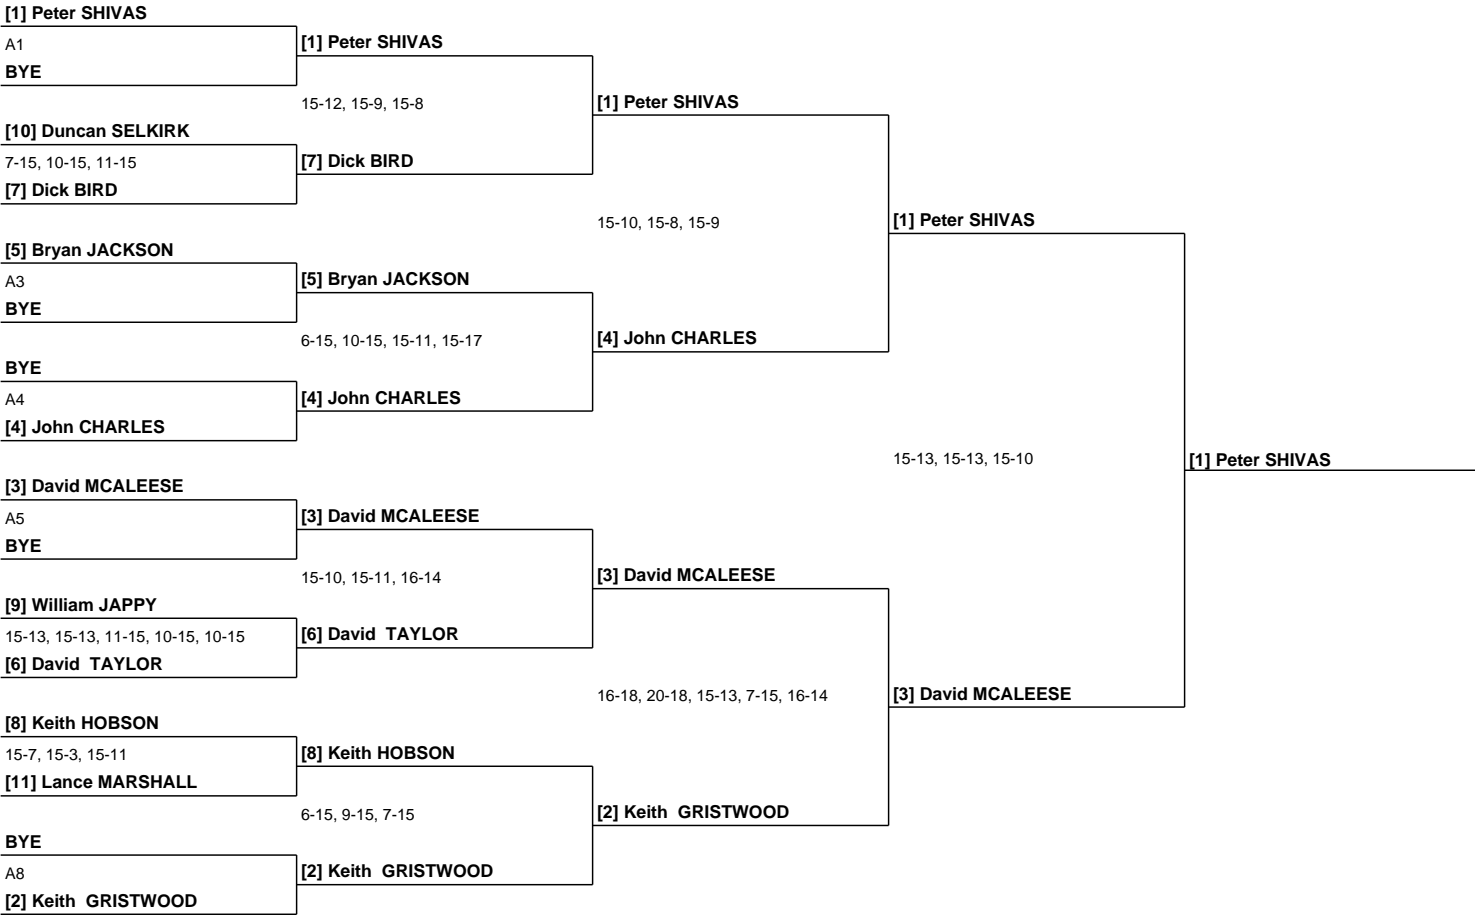 [1] Peter SHIVAS
A1
BYE
[10] Duncan SELKIRK
7-15, 10-15, 11-15
[7] Dick BIRD
[5] Bryan JACKSON
A3
BYE
BYE
A4
[4] John CHARLES
[3] David MCALEESE
A5
BYE
[9] William JAPPY
15-13, 15-13, 11-15, 10-15, 10-15
[6] David  TAYLOR
[8] Keith HOBSON
15-7, 15-3, 15-11
[11] Lance MARSHALL
BYE
A8
[2] Keith  GRISTWOOD
[1] Peter SHIVAS
15-12, 15-9, 15-8
[7] Dick BIRD
[5] Bryan JACKSON
6-15, 10-15, 15-11, 15-17
[4] John CHARLES
[3] David MCALEESE
15-10, 15-11, 16-14
[6] David  TAYLOR
[8] Keith HOBSON
6-15, 9-15, 7-15
[2] Keith  GRISTWOOD
[1] Peter SHIVAS
15-10, 15-8, 15-9
[4] John CHARLES
[3] David MCALEESE
16-18, 20-18, 15-13, 7-15, 16-14
[2] Keith  GRISTWOOD
[1] Peter SHIVAS
15-13, 15-13, 15-10
[3] David MCALEESE
[1] Peter SHIVAS